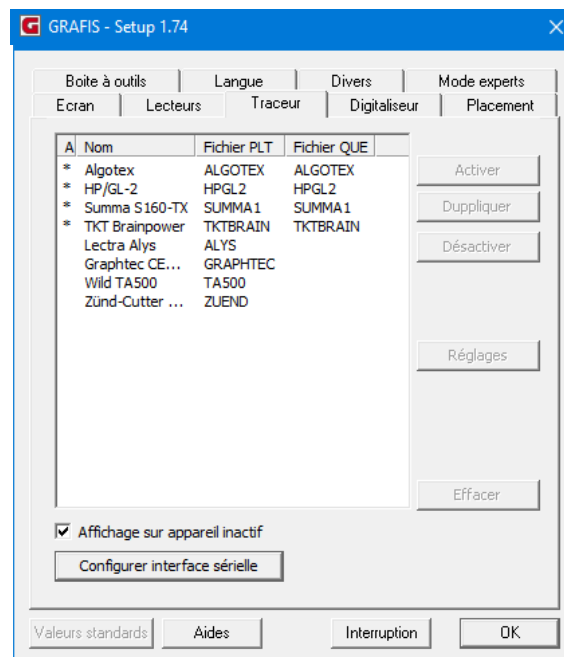 GRAFIS - Setup 1.74
Boite à outils Langue Divers Mode experts
Ecran Lecteurs Traceur Digitaliseur Placement
A Nom Fichier PLT Fichier QUE
* Algotex ALGOTEX ALGOTEX
* HP/GL-2 HPGL2 HPGL2
* Summa S160-TX SUMMA1 SUMMA1
* TKT Brainpower TKTBRAIN TKTBRAIN
Lectra Alys ALYS
Graphtec CE... GRAPHTEC
Wild TA500 TA500
Zünd-Cutter ... ZUEND
Activer
Duppliquer
Désactiver
Réglages
Effacer
Affichage sur appareil inactif
Configurer interface sérielle
Valeurs standards Aides Interruption OK